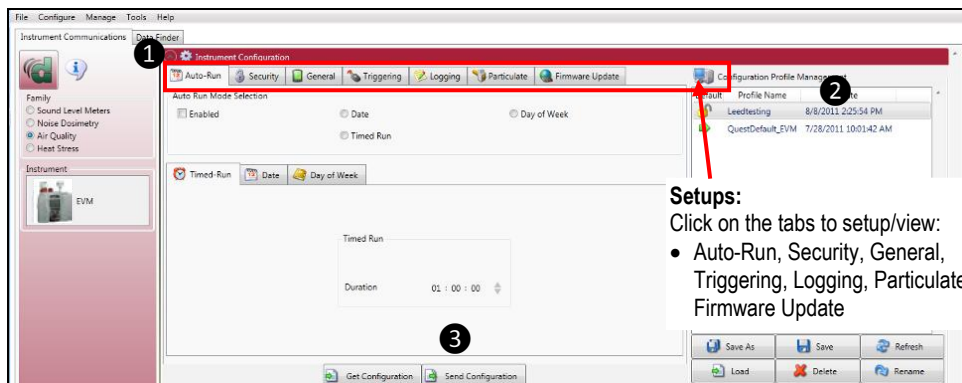 File Configure Manage Tools Help
Instrument Communications Data Finder
1
Instrument Configuration
Auto-Run Security General Triggering Logging Particulate Firmware Update
Configuration Profile Management
Auto Run Mode Selection
Enabled Date Day of Week
Timed Run
Default Profile Name
2
Leedtesting 8/8/2011 2:25:54 PM
QuestDefault_EVM 7/28/2011 10:01:42 AM
Family
Sound Level Meters
Noise Dosimetry
Air Quality
Heat Stress
Instrument
EVM
Timed-Run Date Day of Week
Timed Run
Duration 01 : 00 : 00
Setups:
Click on the tabs to setup/view:
• Auto-Run, Security, General,
Triggering, Logging, Particulate
Firmware Update
3
Get Configuration Send Configuration
Save As Save Refresh
Load Delete Rename